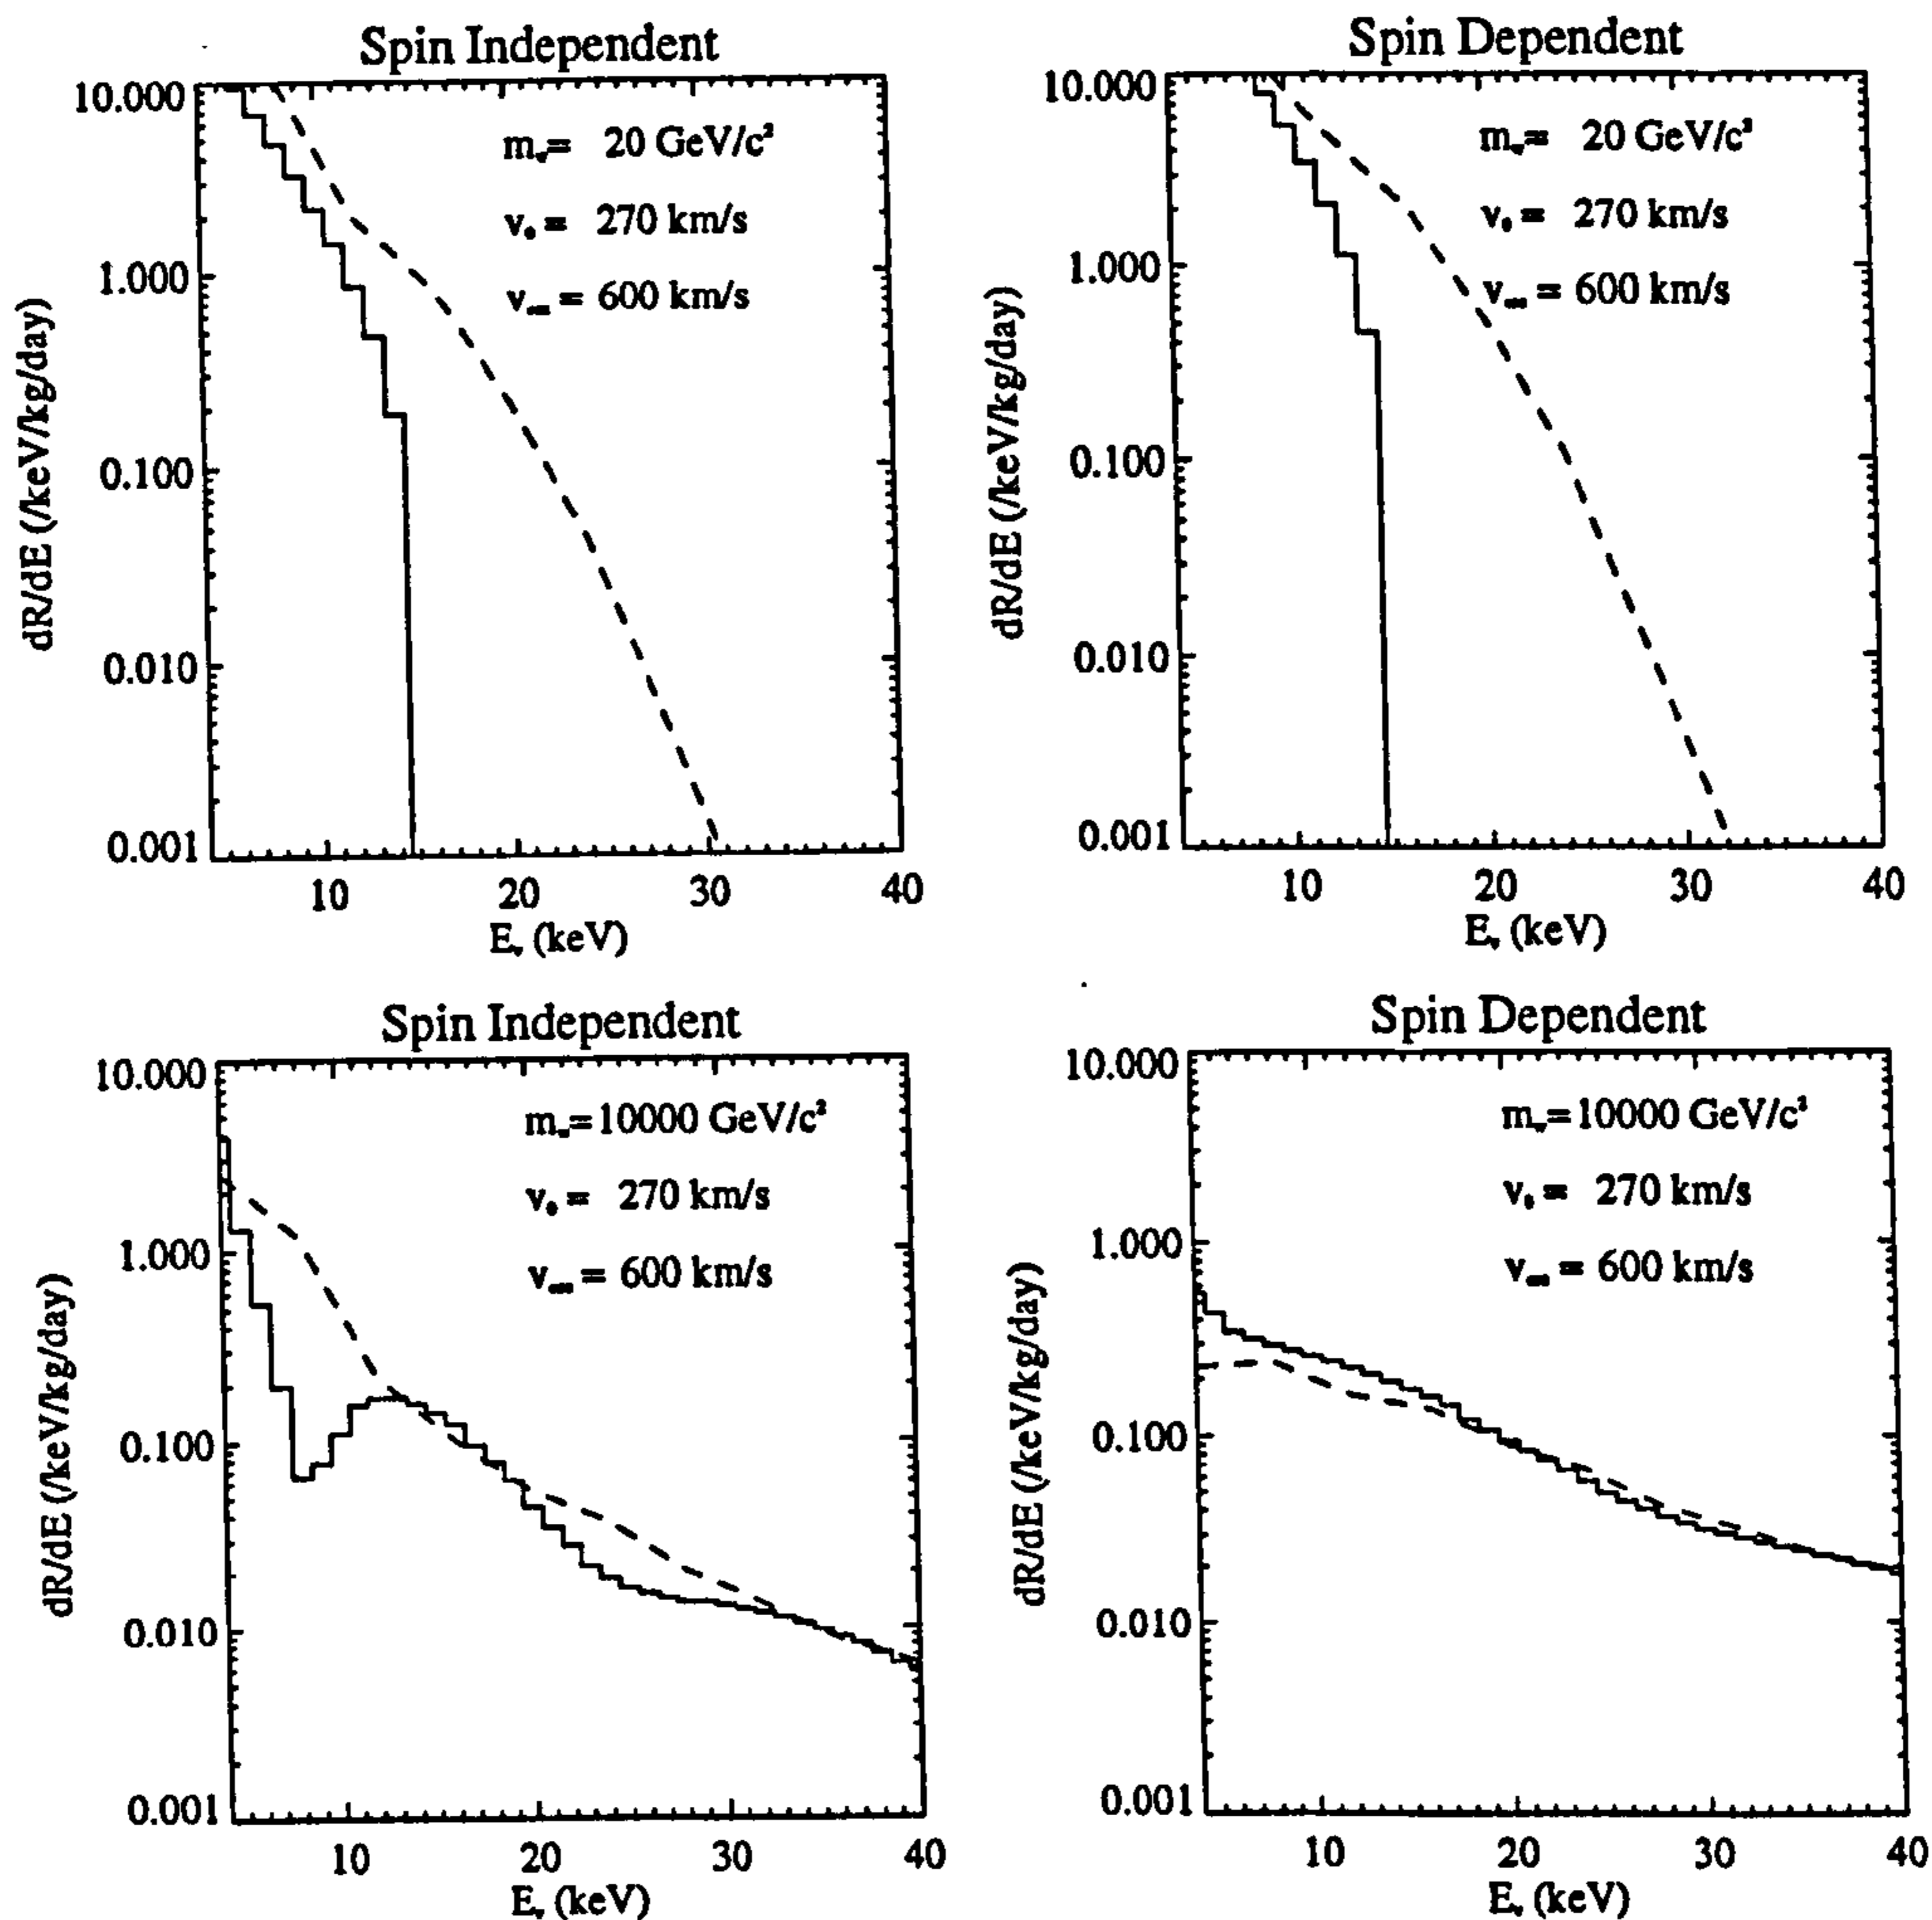 Spin Independent
10.000
1.000
0.100
0.010
0.001
dR/dE (/keV/kg/day)
20 GeV/c²
270 km/s
= 600 km/s
10 20 30 40
(keV)
Spin Dependent
10.000
1.000
0.100
0.010
0.001
dR/dE (/keV/kg/day)
20 GeV/c²
270 km/s
= 600 km/s
10 20 30 40
(keV)
Spin Independent
10.000
1.000
0.100
0.010
0.001
dR/dE (/keV/kg/day)
=10000 GeV/c²
270 km/s
= 600 km/s
10 20 30 40
(keV)
Spin Dependent
10.000
1.000
0.100
0.010
0.001
dR/dE (/keV/kg/day)
=10000 GeV/c²
270 km/s
= 600 km/s
10 20 30 40
(keV)